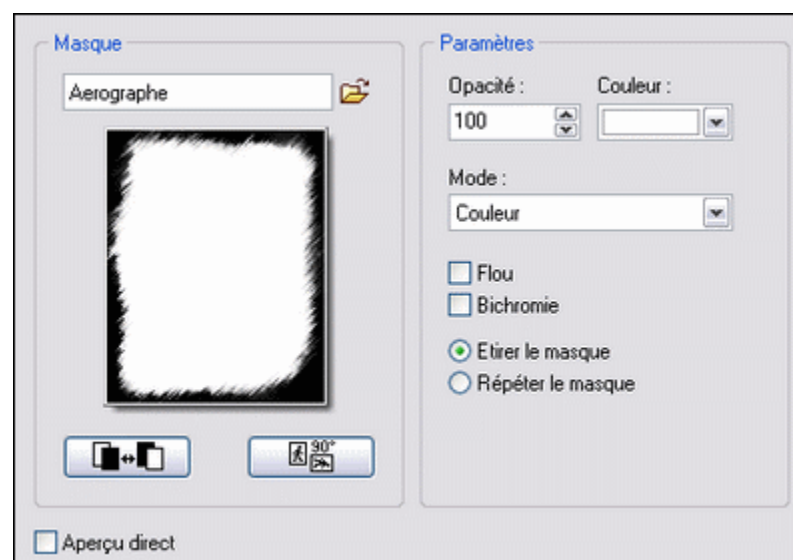 Masque
Aerographe
90°
Aperçu direct
Paramètres
Opacité :
Couleur :
100
Mode :
Couleur
Flou
Bichromie
Etirer le masque
Répéter le masque